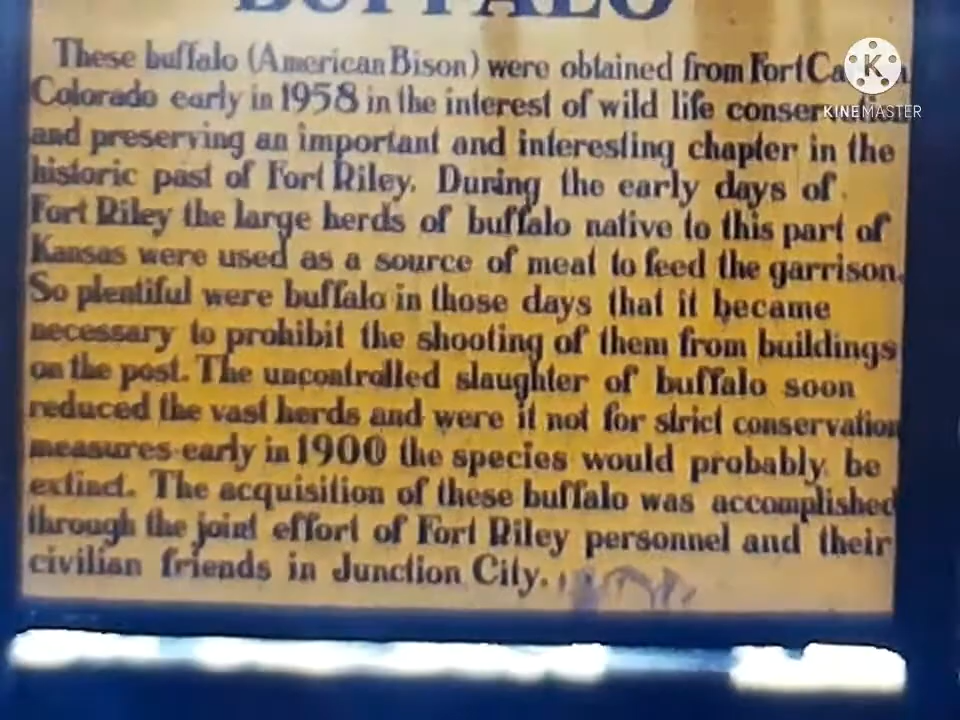 BUFFALO
These buffalo (American Bison) were obtained from Fort
Colorado early in 1958 in the interest of wild life conservation
and preserving an important and interesting chapter in the
historic past of Fort Riley. During the early days of
Fort Riley the large herds of buffalo native to this part of
Kansas were used as a source of meat to feed the garrison.
So plentiful were buffalo in those days that it became
necessary to prohibit the shooting of them from buildings
on the post. The uncontrolled slaughter of buffalo soon
reduced the vast herds and were it not for strict conservation
measures early in 1900 the species would probably be
extinct. The acquisition of these buffalo was accomplished
through the joint effort of Fort Riley personnel and their
civilian friends in Junction City.
K
KINEMASTER